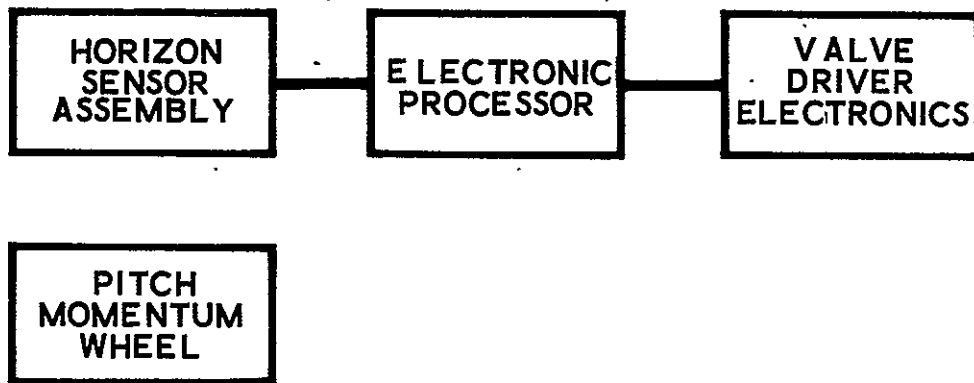 HORIZON
SENSOR
ASSEMBLY
ELECTRONIC
PROCESSOR
VALVE
DRIVER
ELECTRONICS
PITCH
MOMENTUM
WHEEL